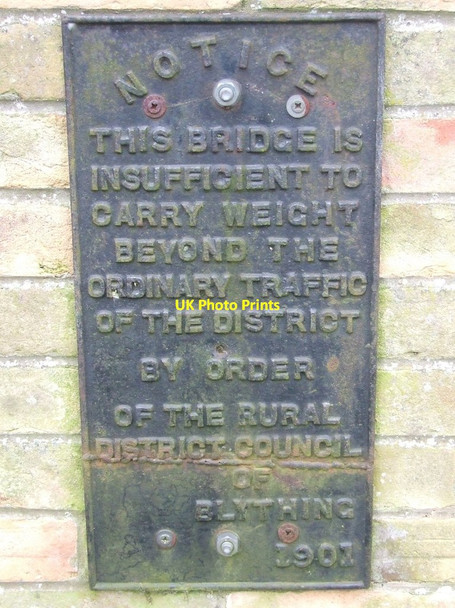 NOTICE
THIS BRIDGE IS
INSUFFICIENT TO
CARRY WEIGHT
BEYOND THE
ORDINARY TRAFFIC
UK Photo Prints
OF THE DISTRICT
BY ORDER
OF THE RURAL
DISTRICT COUNCIL
OF
BLYTHING
1901